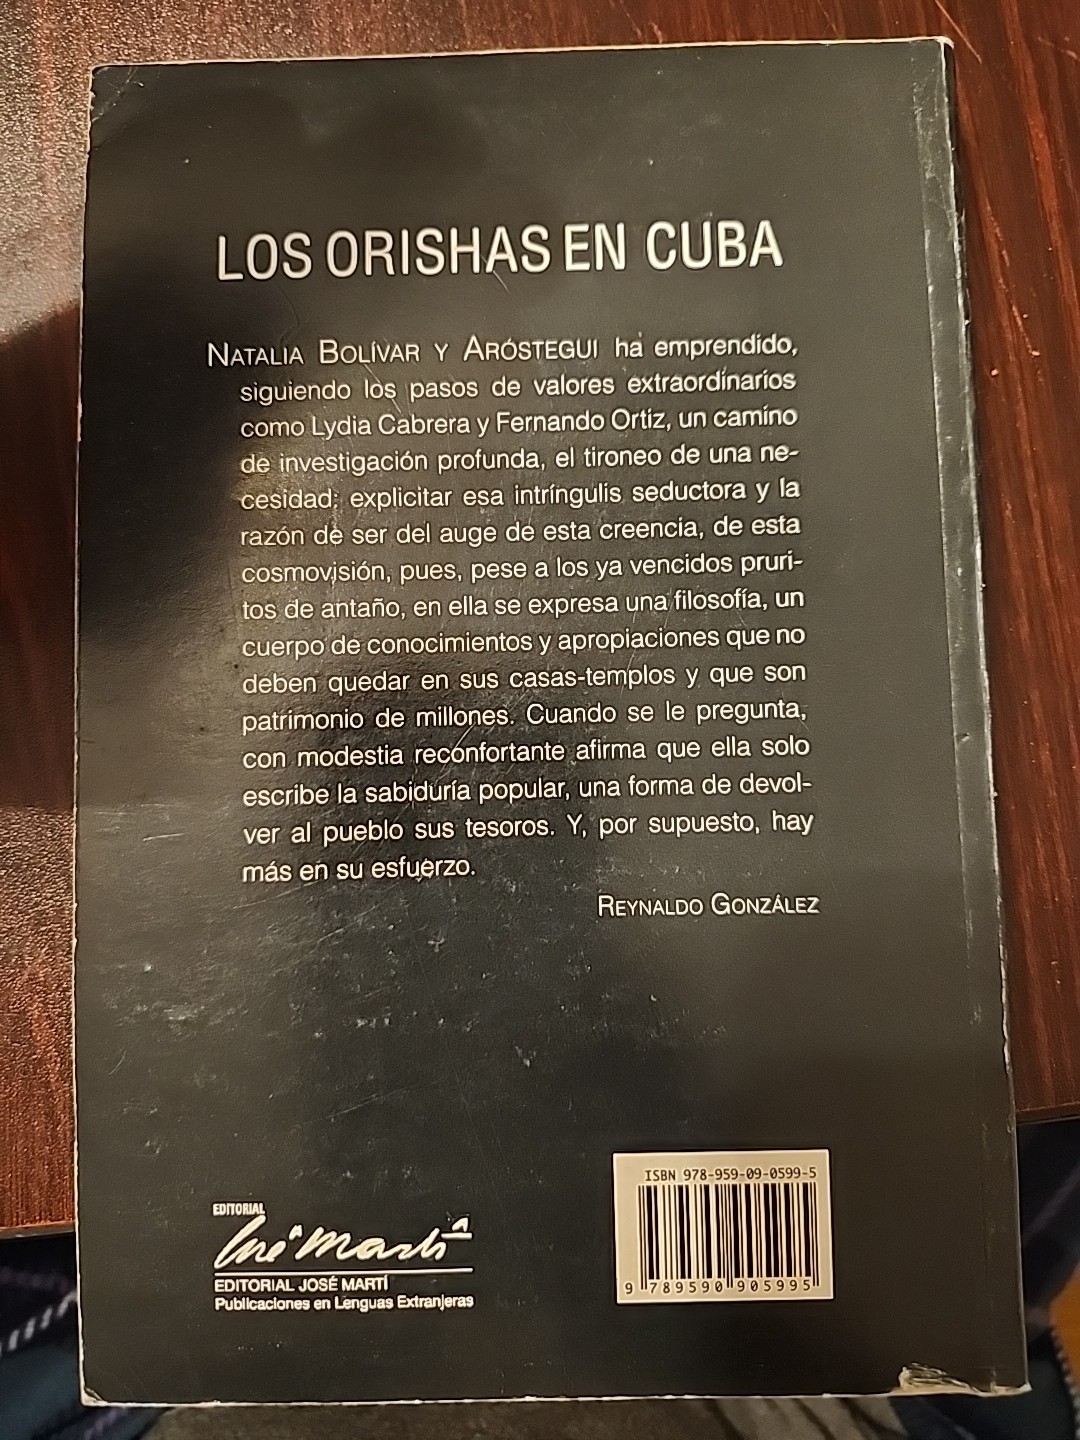 LOS ORISHAS EN CUBA
NATALIA BOLÍVAR Y ARÓSTEGUI ha emprendido,
siguiendo los pasos de valores extraordinarios
como Lydia Cabrera y Fernando Ortiz, un camino
de investigación profunda, el tironeo de una ne-
cesidad: explicitar esa intríngulis seductora y la
razón de ser del auge de esta creencia, de esta
cosmovisión, pues, pese a los ya vencidos pruri-
tos de antaño, en ella se expresa una filosofía, un
cuerpo de conocimientos y apropiaciones que no
deben quedar en sus casas-templos y que son
patrimonio de millones. Cuando se le pregunta,
con modestia reconfortante afirma que ella solo
escribe la sabiduría popular, una forma de devol-
ver al pueblo sus tesoros. Y, por supuesto, hay
más en su esfuerzo.
REYNALDO GONZÁLEZ
EDITORIAL
José Martí
EDITORIAL JOSÉ MARTÍ
Publicaciones en Lenguas Extranjeras
ISBN 978-959-09-0599-5
9 789590 905995